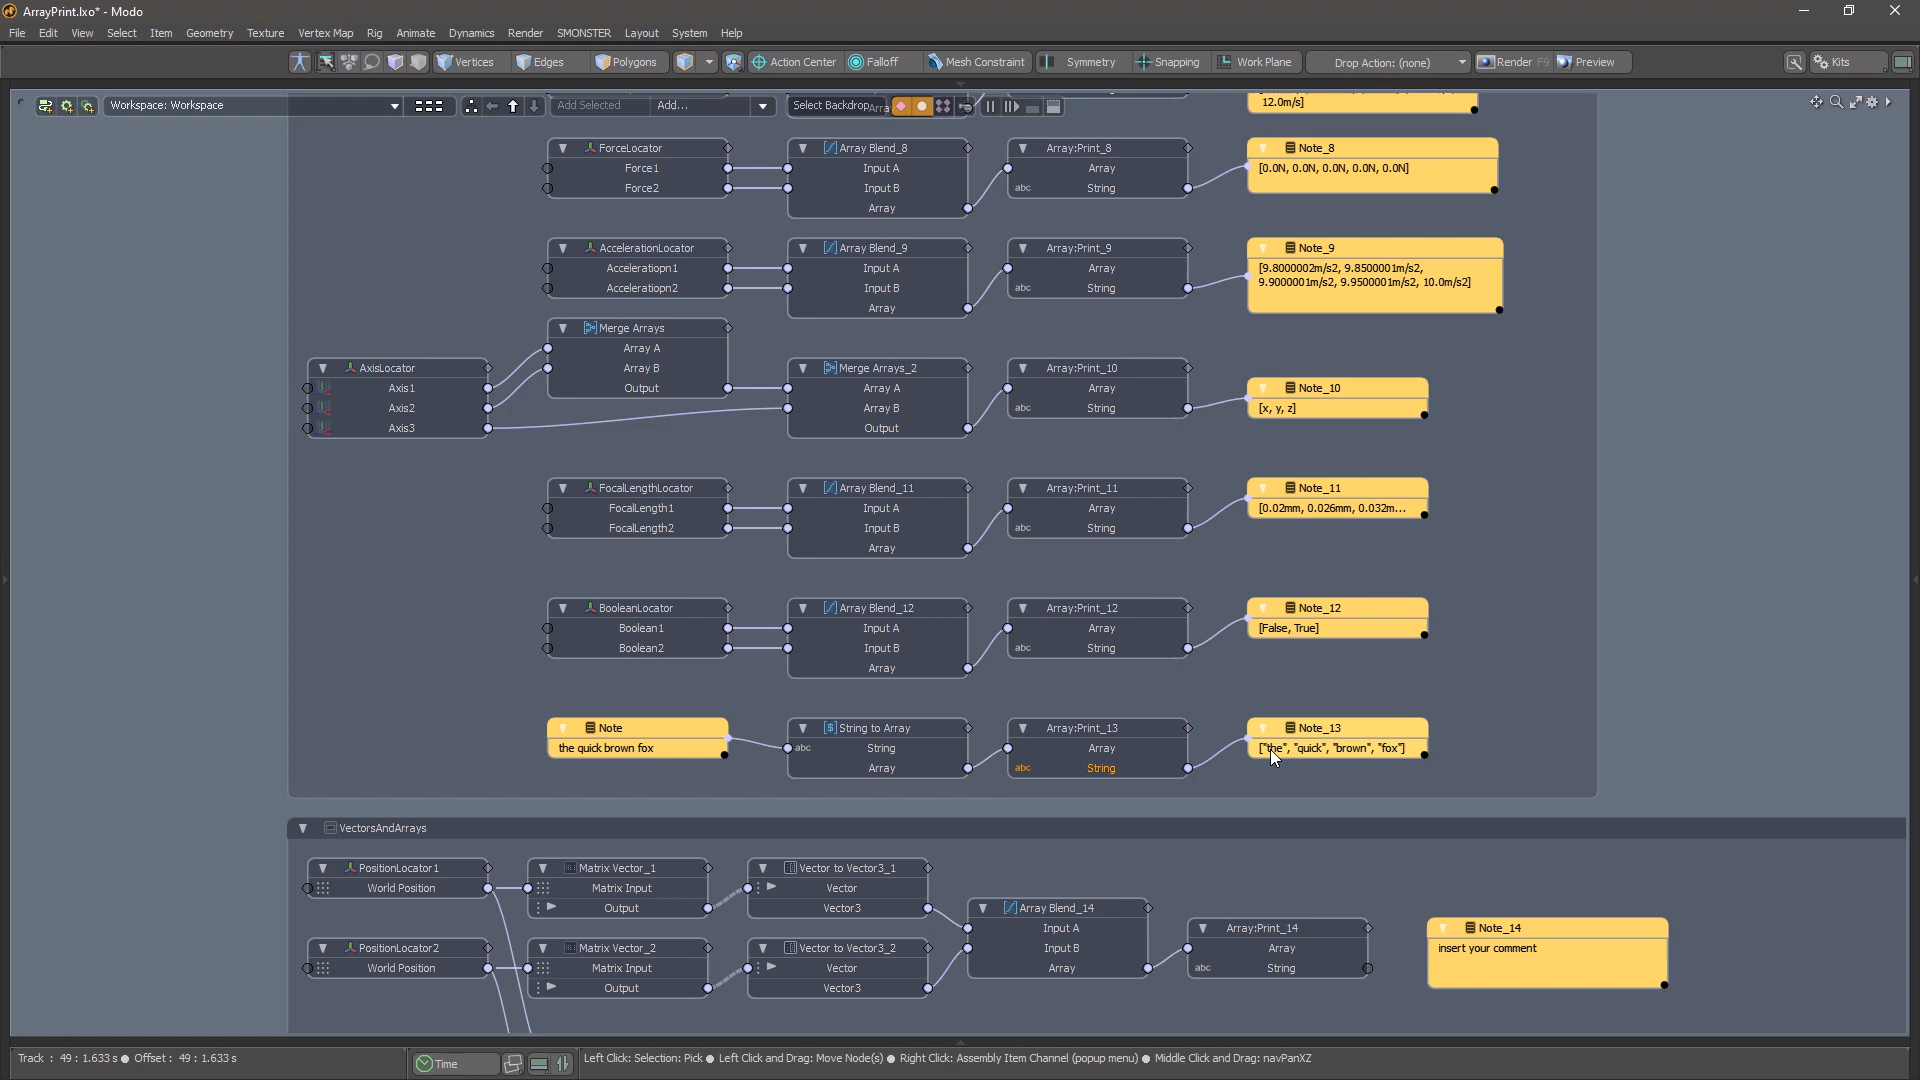 ArrayPrint.lxo* - Modo
File Edit View Select Item Geometry Texture Vertex Map Rig Animate Dynamics Render SMONSTER Layout System Help
Vertices Edges Polygons Action Center Falloff Mesh Constraint Symmetry Snapping Work Plane Drop Action: (none) Render F9 Preview Kits
Workspace: Workspace Add Selected Add... Select Backdrop
12.0m/s]
ForceLocator Array Blend_8 Array:Print_8 Note_8
Force1 Input A Array [0.0N, 0.0N, 0.0N, 0.0N, 0.0N]
Force2 Input B abc String
Array
AccelerationLocator Array Blend_9 Array:Print_9 Note_9
Acceleratiopn1 Input A Array [9.8000002m/s2, 9.8500001m/s2,
Acceleratiopn2 Input B abc String 9.9000001m/s2, 9.9500001m/s2, 10.0m/s2]
Array
Merge Arrays
Array A
AxisLocator Array B Merge Arrays_2 Array:Print_10
Axis1 Output Array A Array Note_10
Axis2 Array B abc String [x, y, z]
Axis3 Output
FocalLengthLocator Array Blend_11 Array:Print_11 Note_11
FocalLength1 Input A Array [0.02mm, 0.026mm, 0.032m...
FocalLength2 Input B abc String
Array
BooleanLocator Array Blend_12 Array:Print_12 Note_12
Boolean1 Input A Array [False, True]
Boolean2 Input B abc String
Array
Note String to Array Array:Print_13 Note_13
the quick brown fox abc String Array ["the", "quick", "brown", "fox"]
Array abc String
VectorsAndArrays
PositionLocator1 Matrix Vector_1 Vector to Vector3_1
World Position Matrix Input Vector
Output Vector3 Array Blend_14
Input A Array:Print_14 Note_14
PositionLocator2 Matrix Vector_2 Vector to Vector3_2 Input B Array insert your comment
World Position Matrix Input Vector Array abc String
Output Vector3
Track : 49 : 1.633 s ● Offset : 49 : 1.633 s Time Left Click: Selection: Pick ● Left Click and Drag: Move Node(s) ● Right Click: Assembly Item Channel (popup menu) ● Middle Click and Drag: navPanXZ